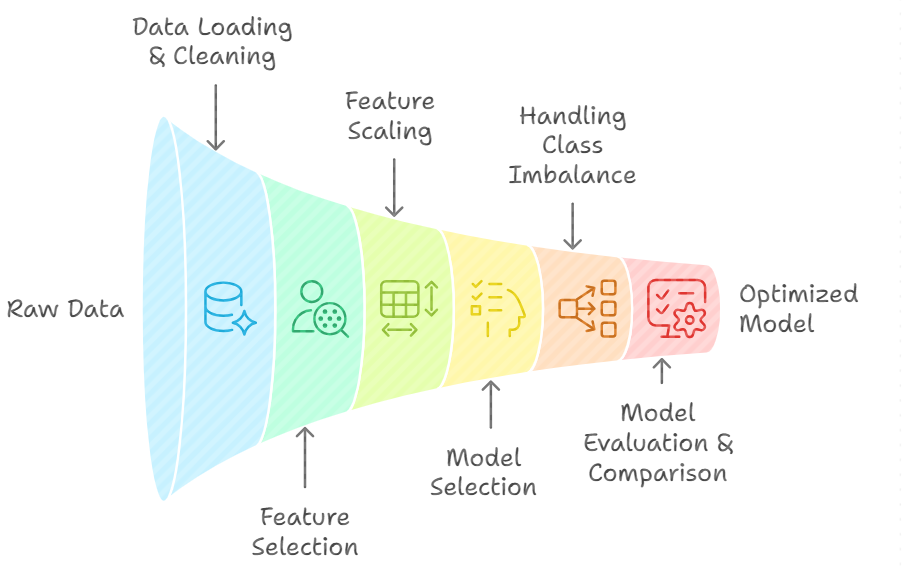 Data Loading
& Cleaning
Feature
Scaling
Handling
Class
Imbalance
Raw Data
Optimized
Model
Model
Evaluation &
Comparison
Model
Selection
Feature
Selection